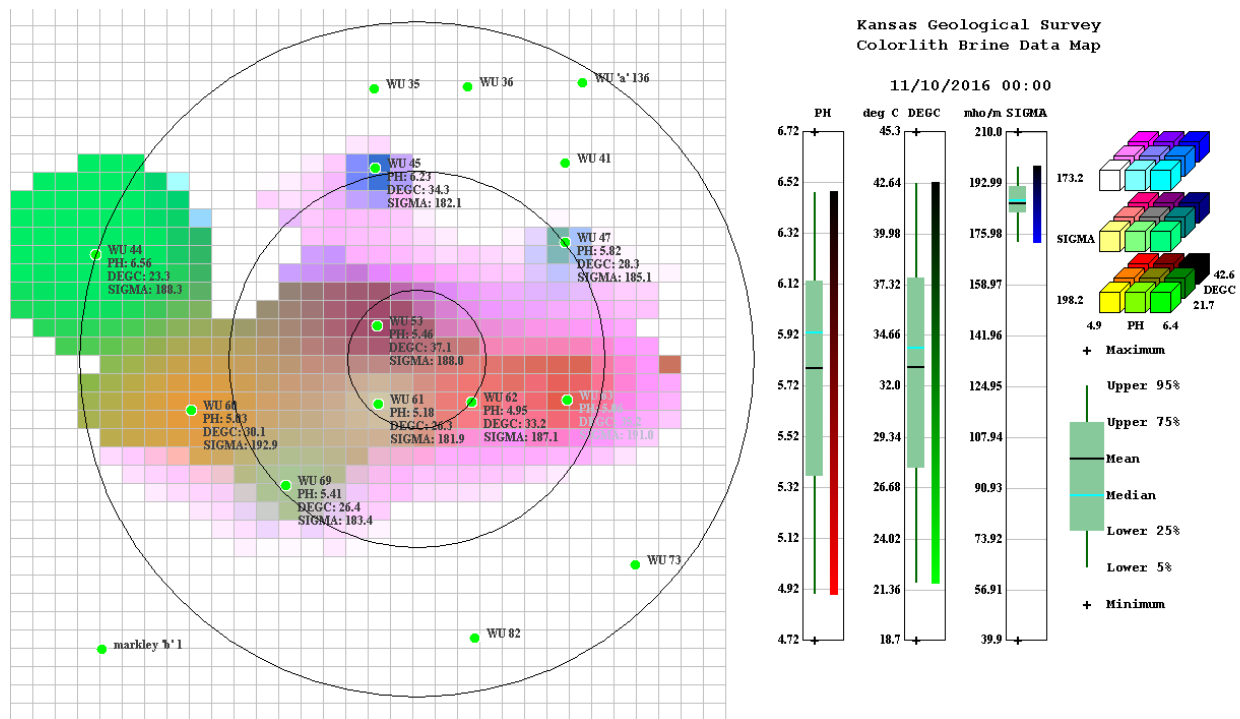 WU 35
WU 36
WU 'a' 136
WU 41
WU 45
PH: 6.23
DEGC: 34.3
SIGMA: 182.1
WU 47
PH: 5.82
DEGC: 28.3
SIGMA: 185.1
WU 44
PH: 6.56
DEGC: 23.3
SIGMA: 188.3
WU 53
PH: 5.46
DEGC: 37.1
SIGMA: 188.0
WU 60
PH: 5.03
DEGC: 30.1
SIGMA: 192.9
WU 61
PH: 5.18
DEGC: 26.3
SIGMA: 181.9
WU 62
PH: 4.95
DEGC: 33.2
SIGMA: 187.1
WU 63
SIGMA: 191.0
WU 69
PH: 5.41
DEGC: 26.4
SIGMA: 183.4
WU 73
WU 82
markley 'b' 1
Kansas Geological Survey
Colorlith Brine Data Map
11/10/2016 00:00
PH
6.72
6.52
6.32
6.12
5.92
5.72
5.52
5.32
5.12
4.92
4.72
deg C DEGC
45.3
42.64
39.98
37.32
34.66
32.0
29.34
26.68
24.02
21.36
18.7
mho/m SIGMA
210.0
192.99
175.98
158.97
141.96
124.95
107.94
90.93
73.92
56.91
39.9
173.2
SIGMA
198.2
42.6
DEGC
21.7
4.9 PH 6.4
Maximum
Upper 95%
Upper 75%
Mean
Median
Lower 25%
Lower 5%
Minimum